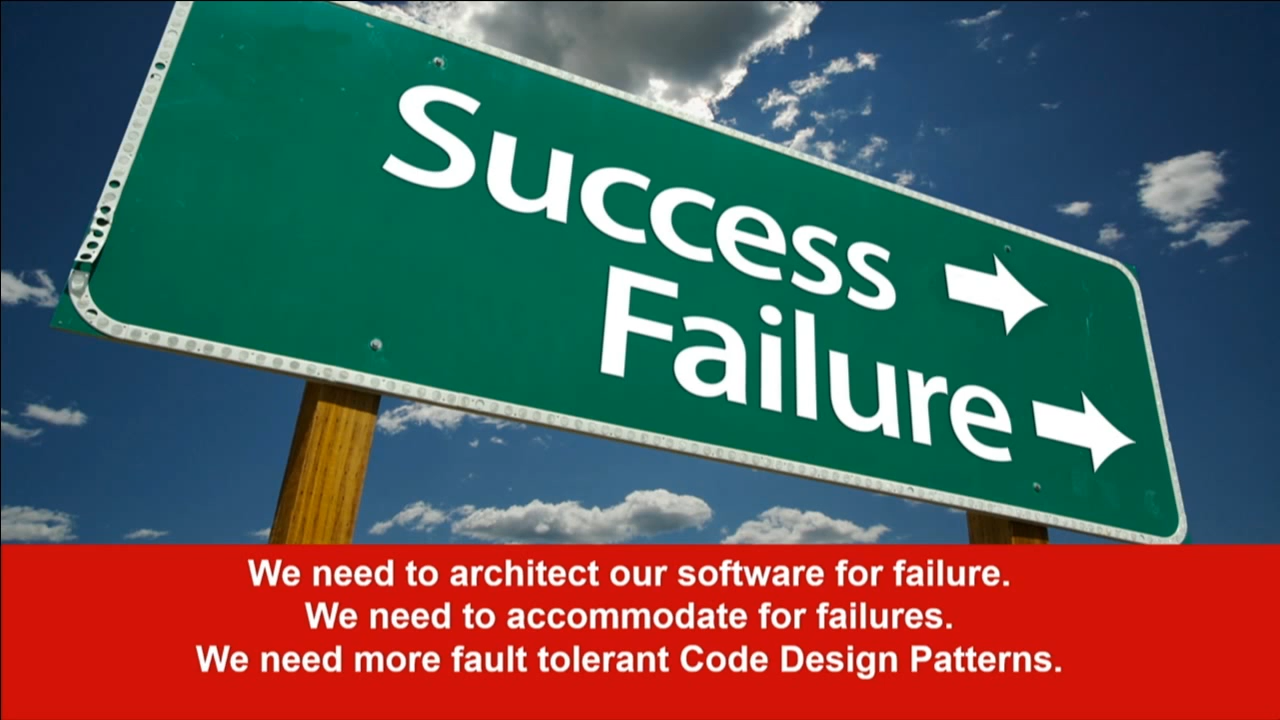 Success
Failure
We need to architect our software for failure.
We need to accommodate for failures.
We need more fault tolerant Code Design Patterns.